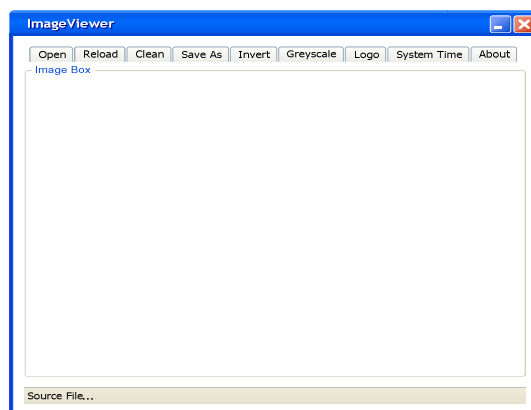 ImageViewer
Open Reload Clean Save As Invert Greyscale Logo System Time About
Image Box
Source File...